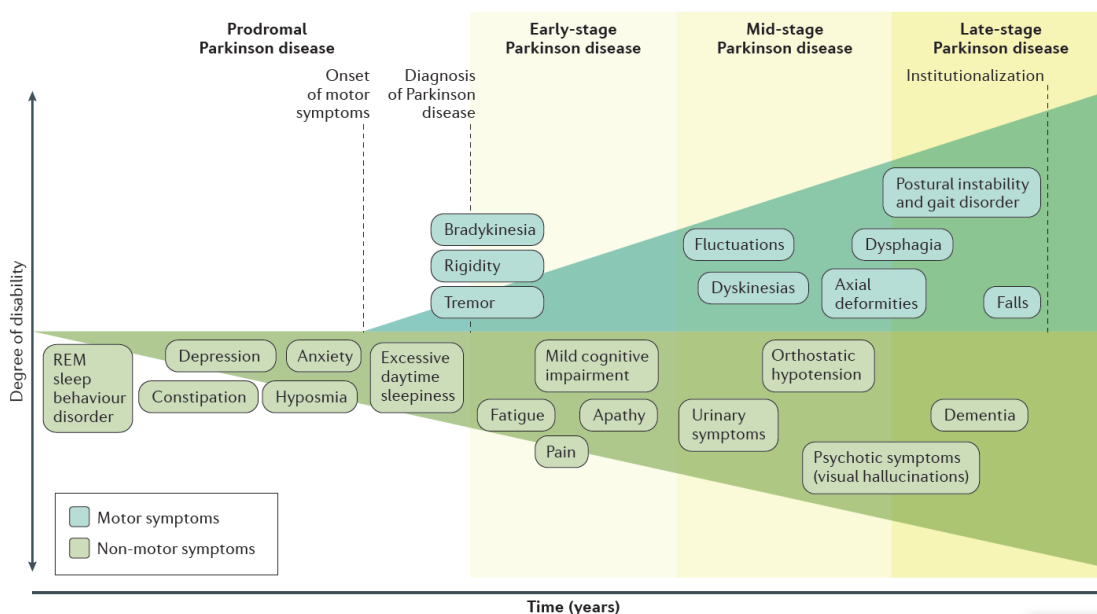 Prodromal
Parkinson disease
Early-stage
Parkinson disease
Mid-stage
Parkinson disease
Late-stage
Parkinson disease
Onset
of motor
symptoms
Diagnosis
of Parkinson
disease
Institutionalization
Degree of disability
Postural instability
and gait disorder
Bradykinesia
Rigidity
Tremor
Fluctuations
Dysphagia
Dyskinesias
Axial
deformities
Falls
REM
sleep
behaviour
disorder
Depression
Anxiety
Constipation
Hyposmia
Excessive
daytime
sleepiness
Mild cognitive
impairment
Fatigue
Apathy
Pain
Orthostatic
hypotension
Urinary
symptoms
Dementia
Psychotic symptoms
(visual hallucinations)
Motor symptoms
Non-motor symptoms
Time (years)